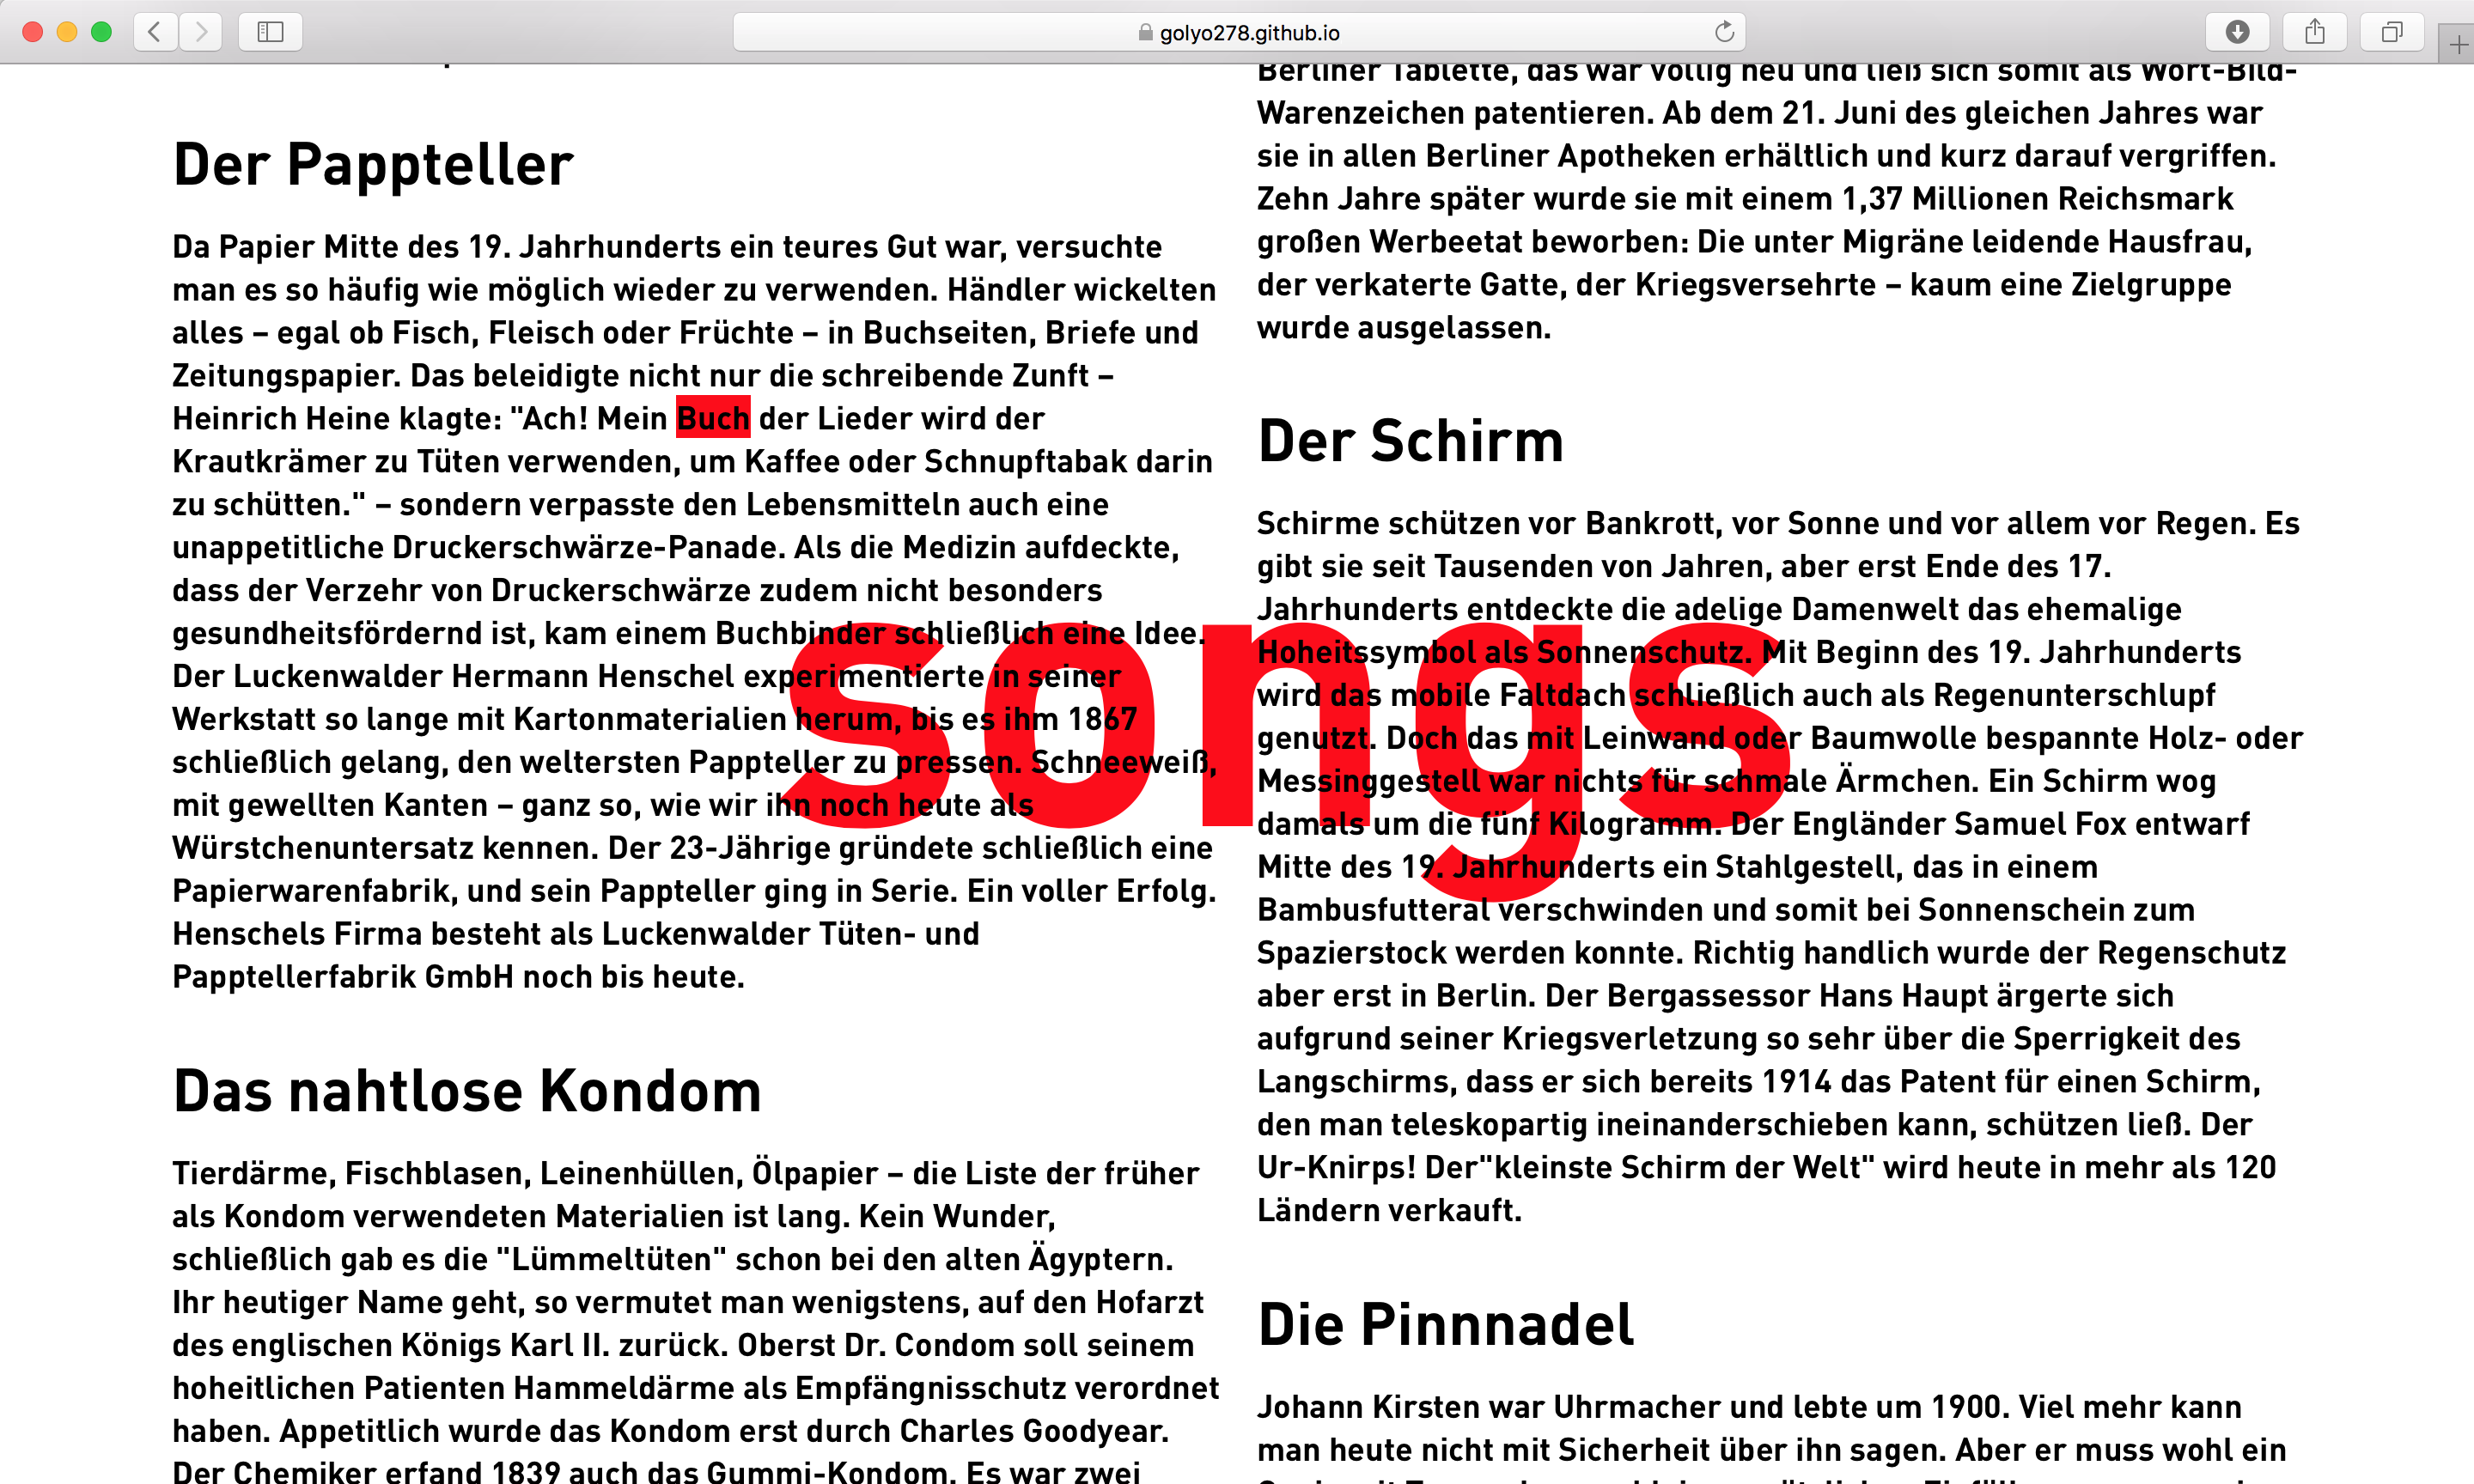 golyo278.github.io
Der Pappteller
Da Papier Mitte des 19. Jahrhunderts ein teures Gut war, versuchte
man es so häufig wie möglich wieder zu verwenden. Händler wickelten
alles – egal ob Fisch, Fleisch oder Früchte – in Buchseiten, Briefe und
Zeitungspapier. Das beleidigte nicht nur die schreibende Zunft –
Heinrich Heine klagte: "Ach! Mein Buch der Lieder wird der
Krautkrämer zu Tüten verwenden, um Kaffee oder Schnupftabak darin
zu schütten." – sondern verpasste den Lebensmitteln auch eine
unappetitliche Druckerschwärze-Panade. Als die Medizin aufdeckte,
dass der Verzehr von Druckerschwärze zudem nicht besonders
gesundheitsfördernd ist, kam einem Buchbinder schließlich eine Idee.
Der Luckenwalder Hermann Henschel experimentierte in seiner
Werkstatt so lange mit Kartonmaterialien herum, bis es ihm 1867
schließlich gelang, den weltersten Pappteller zu pressen. Schneeweiß,
mit gewellten Kanten – ganz so, wie wir ihn noch heute als
Würstchenuntersatz kennen. Der 23-Jährige gründete schließlich eine
Papierwarenfabrik, und sein Pappteller ging in Serie. Ein voller Erfolg.
Henschels Firma besteht als Luckenwalder Tüten- und
Papptellerfabrik GmbH noch bis heute.
Das nahtlose Kondom
Tierdärme, Fischblasen, Leinenhüllen, Ölpapier – die Liste der früher
als Kondom verwendeten Materialien ist lang. Kein Wunder,
schließlich gab es die "Lümmeltüten" schon bei den alten Ägyptern.
Ihr heutiger Name geht, so vermutet man wenigstens, auf den Hofarzt
des englischen Königs Karl II. zurück. Oberst Dr. Condom soll seinem
hoheitlichen Patienten Hammeldärme als Empfängnisschutz verordnet
haben. Appetitlich wurde das Kondom erst durch Charles Goodyear.
Der Chemiker erfand 1839 auch das Gummi-Kondom. Es war zwei
Berliner Tablette, das war völlig neu und ließ sich somit als Wort-Bild-
Warenzeichen patentieren. Ab dem 21. Juni des gleichen Jahres war
sie in allen Berliner Apotheken erhältlich und kurz darauf vergriffen.
Zehn Jahre später wurde sie mit einem 1,37 Millionen Reichsmark
großen Werbeetat beworben: Die unter Migräne leidende Hausfrau,
der verkaterte Gatte, der Kriegsversehrte – kaum eine Zielgruppe
wurde ausgelassen.
Der Schirm
Schirme schützen vor Bankrott, vor Sonne und vor allem vor Regen. Es
gibt sie seit Tausenden von Jahren, aber erst Ende des 17.
Jahrhunderts entdeckte die adelige Damenwelt das ehemalige
Hoheitssymbol als Sonnenschutz. Mit Beginn des 19. Jahrhunderts
wird das mobile Faltdach schließlich auch als Regenunterschlupf
genutzt. Doch das mit Leinwand oder Baumwolle bespannte Holz- oder
Messinggestell war nichts für schmale Ärmchen. Ein Schirm wog
damals um die fünf Kilogramm. Der Engländer Samuel Fox entwarf
Mitte des 19. Jahrhunderts ein Stahlgestell, das in einem
Bambusfutteral verschwinden und somit bei Sonnenschein zum
Spazierstock werden konnte. Richtig handlich wurde der Regenschutz
aber erst in Berlin. Der Bergassessor Hans Haupt ärgerte sich
aufgrund seiner Kriegsverletzung so sehr über die Sperrigkeit des
Langschirms, dass er sich bereits 1914 das Patent für einen Schirm,
den man teleskopartig ineinanderschieben kann, schützen ließ. Der
Ur-Knirps! Der"kleinste Schirm der Welt" wird heute in mehr als 120
Ländern verkauft.
Die Pinnnadel
Johann Kirsten war Uhrmacher und lebte um 1900. Viel mehr kann
man heute nicht mit Sicherheit über ihn sagen. Aber er muss wohl ein
songs